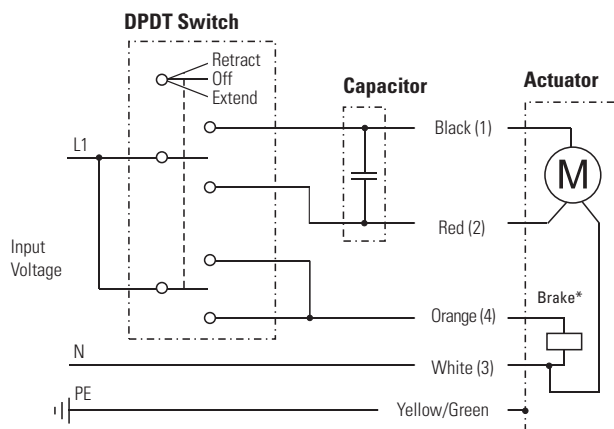 DPDT Switch
Retract
Off
Extend
Capacitor
Actuator
L1
Black (1)
M
Input
Voltage
Red (2)
Brake*
Orange (4)
N
White (3)
PE
Yellow/Green